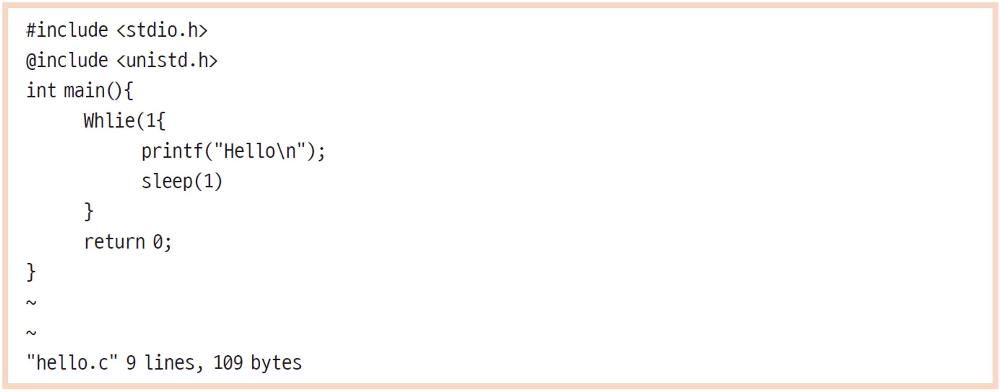 #include <stdio.h>
@include <unistd.h>
int main(){
Whlie(1{
printf("Hello\n");
sleep(1)
}
return 0;
}
~
~
"hello.c" 9 lines, 109 bytes